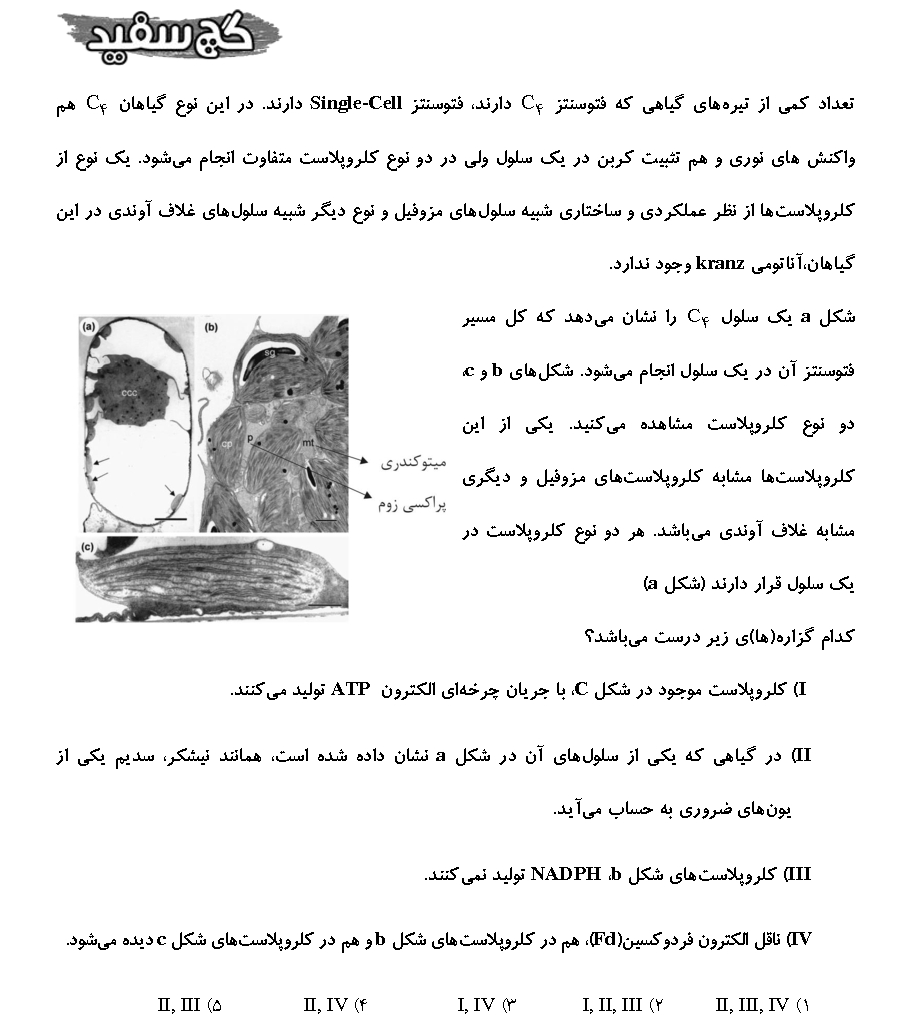 گچ سفید
تعداد کمی از تیره‌های گیاهی که فتوسنتز C۴ دارند، فتوسنتز Single-Cell دارند. در این نوع گیاهان C۴ هم
واکنش های نوری و هم تثبیت کربن در یک سلول ولی در دو نوع کلروپلاست متفاوت انجام می‌شود. یک نوع از
کلروپلاست‌ها از نظر عملکردی و ساختاری شبیه سلول‌های مزوفیل و نوع دیگر شبیه سلول‌های غلاف آوندی در این
گیاهان،آناتومی kranz وجود ندارد.
شکل a یک سلول C۴ را نشان می‌دهد که کل مسیر
فتوسنتز آن در یک سلول انجام می‌شود. شکل‌های b و c،
دو نوع کلروپلاست مشاهده می‌کنید. یکی از این
کلروپلاست‌ها مشابه کلروپلاست‌های مزوفیل و دیگری
مشابه غلاف آوندی می‌باشد. هر دو نوع کلروپلاست در
یک سلول قرار دارند (شکل a)
(a)
ccc
(b)
sg
cp
p
mt
میتوکندری
پراکسی زوم
(c)
کدام گزاره(ها)ی زیر درست می‌باشد؟
I) کلروپلاست موجود در شکل C، با جریان چرخه‌ای الکترون ATP تولید می‌کنند.
II) در گیاهی که یکی از سلول‌های آن در شکل a نشان داده شده است، همانند نیشکر، سدیم یکی از
یون‌های ضروری به حساب می‌آید.
III) کلروپلاست‌های شکل b، NADPH تولید نمی‌کنند.
IV) ناقل الکترون فردوکسین(Fd)، هم در کلروپلاست‌های شکل b و هم در کلروپلاست‌های شکل c دیده می‌شود.
۱) II, III, IV ۲) I, II, III ۳) I, IV ۴) II, IV ۵) II, III